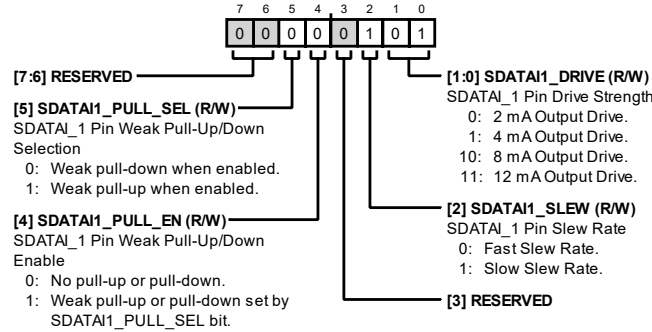 7 6 5 4 3 2 1 0
0 0 0 0 0 1 0 1
[7:6] RESERVED
[5] SDATAI1_PULL_SEL (R/W)
SDATAI_1 Pin Weak Pull-Up/Down
Selection
0: Weak pull-down when enabled.
1: Weak pull-up when enabled.
[4] SDATAI1_PULL_EN (R/W)
SDATAI_1 Pin Weak Pull-Up/Down
Enable
0: No pull-up or pull-down.
1: Weak pull-up or pull-down set by
SDATAI1_PULL_SEL bit.
[1:0] SDATAI1_DRIVE (R/W)
SDATAI_1 Pin Drive Strength
0: 2 mA Output Drive.
1: 4 mA Output Drive.
10: 8 mA Output Drive.
11: 12 mA Output Drive.
[2] SDATAI1_SLEW (R/W)
SDATAI_1 Pin Slew Rate
0: Fast Slew Rate.
1: Slow Slew Rate.
[3] RESERVED